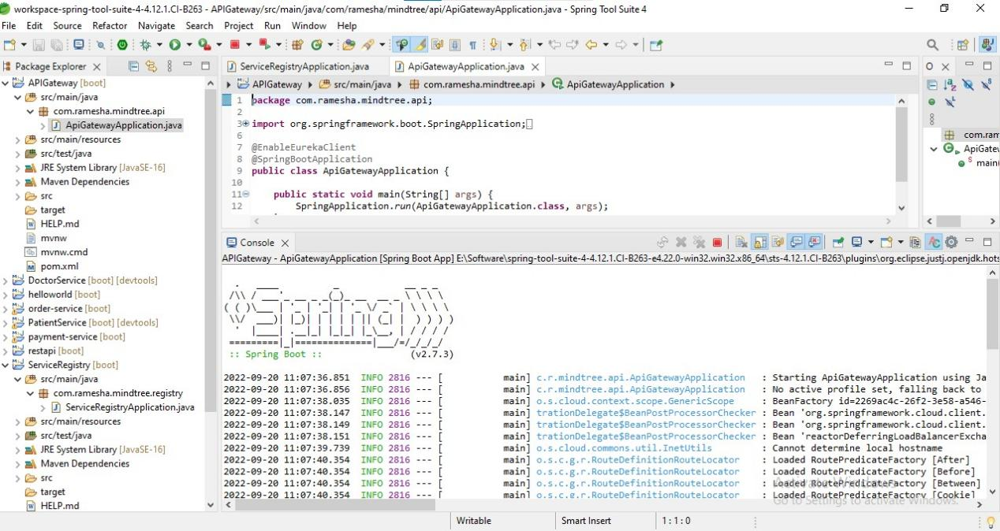 workspace-spring-tool-suite-4-4.12.1.CI-B263 - APIGateway/src/main/java/com/ramesha/mindtree/api/ApiGatewayApplication.java - Spring Tool Suite 4
File Edit Source Refactor Navigate Search Project Run Window Help
Package Explorer
APIGateway [boot]
src/main/java
com.ramesha.mindtree.api
ApiGatewayApplication.java
src/main/resources
src/test/java
JRE System Library [JavaSE-16]
Maven Dependencies
src
target
HELP.md
mvnw
mvnw.cmd
pom.xml
DoctorService [boot] [devtools]
helloworld [boot]
order-service [boot]
PatientService [boot] [devtools]
payment-service [boot]
restapi [boot]
ServiceRegistry [boot]
src/main/java
com.ramesha.mindtree.registry
ServiceRegistryApplication.java
src/main/resources
src/test/java
JRE System Library [JavaSE-16]
Maven Dependencies
src
target
HELP.md
ServiceRegistryApplication.java ApiGatewayApplication.java
APIGateway src/main/java com.ramesha.mindtree.api ApiGatewayApplication
1 package com.ramesha.mindtree.api;
2
3 import org.springframework.boot.SpringApplication;
6
7 @EnableEurekaClient
8 @SpringBootApplication
9 public class ApiGatewayApplication {
10
11 public static void main(String[] args) {
12 SpringApplication.run(ApiGatewayApplication.class, args);
O
com.ram
ApiGatew
main(
Console
APIGateway - ApiGatewayApplication [Spring Boot App] E:\Software\spring-tool-suite-4-4.12.1.CI-B263-e4.22.0-win32.win32.x86_64\sts-4.12.1.CI-B263\plugins\org.eclipse.justj.openjdk.hots
Spring
:: Spring Boot :: (v2.7.3)
2022-09-20 11:07:36.851 INFO 2816 --- [ main] c.r.mindtree.api.ApiGatewayApplication : Starting ApiGatewayApplication using Ja
2022-09-20 11:07:36.856 INFO 2816 --- [ main] c.r.mindtree.api.ApiGatewayApplication : No active profile set, falling back to
2022-09-20 11:07:38.035 INFO 2816 --- [ main] o.s.cloud.context.scope.GenericScope : BeanFactory id=2269ac4c-26f2-3e58-a546-
2022-09-20 11:07:38.147 INFO 2816 --- [ main] trationDelegate$BeanPostProcessorChecker : Bean 'org.springframework.cloud.client.
2022-09-20 11:07:38.149 INFO 2816 --- [ main] trationDelegate$BeanPostProcessorChecker : Bean 'org.springframework.cloud.client.
2022-09-20 11:07:38.151 INFO 2816 --- [ main] trationDelegate$BeanPostProcessorChecker : Bean 'reactorDeferringLoadBalancerExcha
2022-09-20 11:07:39.739 INFO 2816 --- [ main] o.s.cloud.commons.util.InetUtils : Cannot determine local hostname
2022-09-20 11:07:40.354 INFO 2816 --- [ main] o.s.c.g.r.RouteDefinitionRouteLocator : Loaded RoutePredicateFactory [After]
2022-09-20 11:07:40.354 INFO 2816 --- [ main] o.s.c.g.r.RouteDefinitionRouteLocator : Loaded RoutePredicateFactory [Before]
2022-09-20 11:07:40.354 INFO 2816 --- [ main] o.s.c.g.r.RouteDefinitionRouteLocator : Loaded RoutePredicateFactory [Between]
2022-09-20 11:07:40.354 INFO 2816 --- [ main] o.s.c.g.r.RouteDefinitionRouteLocator : Loaded RoutePredicateFactory [Cookie]
Activate Windows
Go to Settings to activate Windows.
Writable Smart Insert 1 : 1 : 0